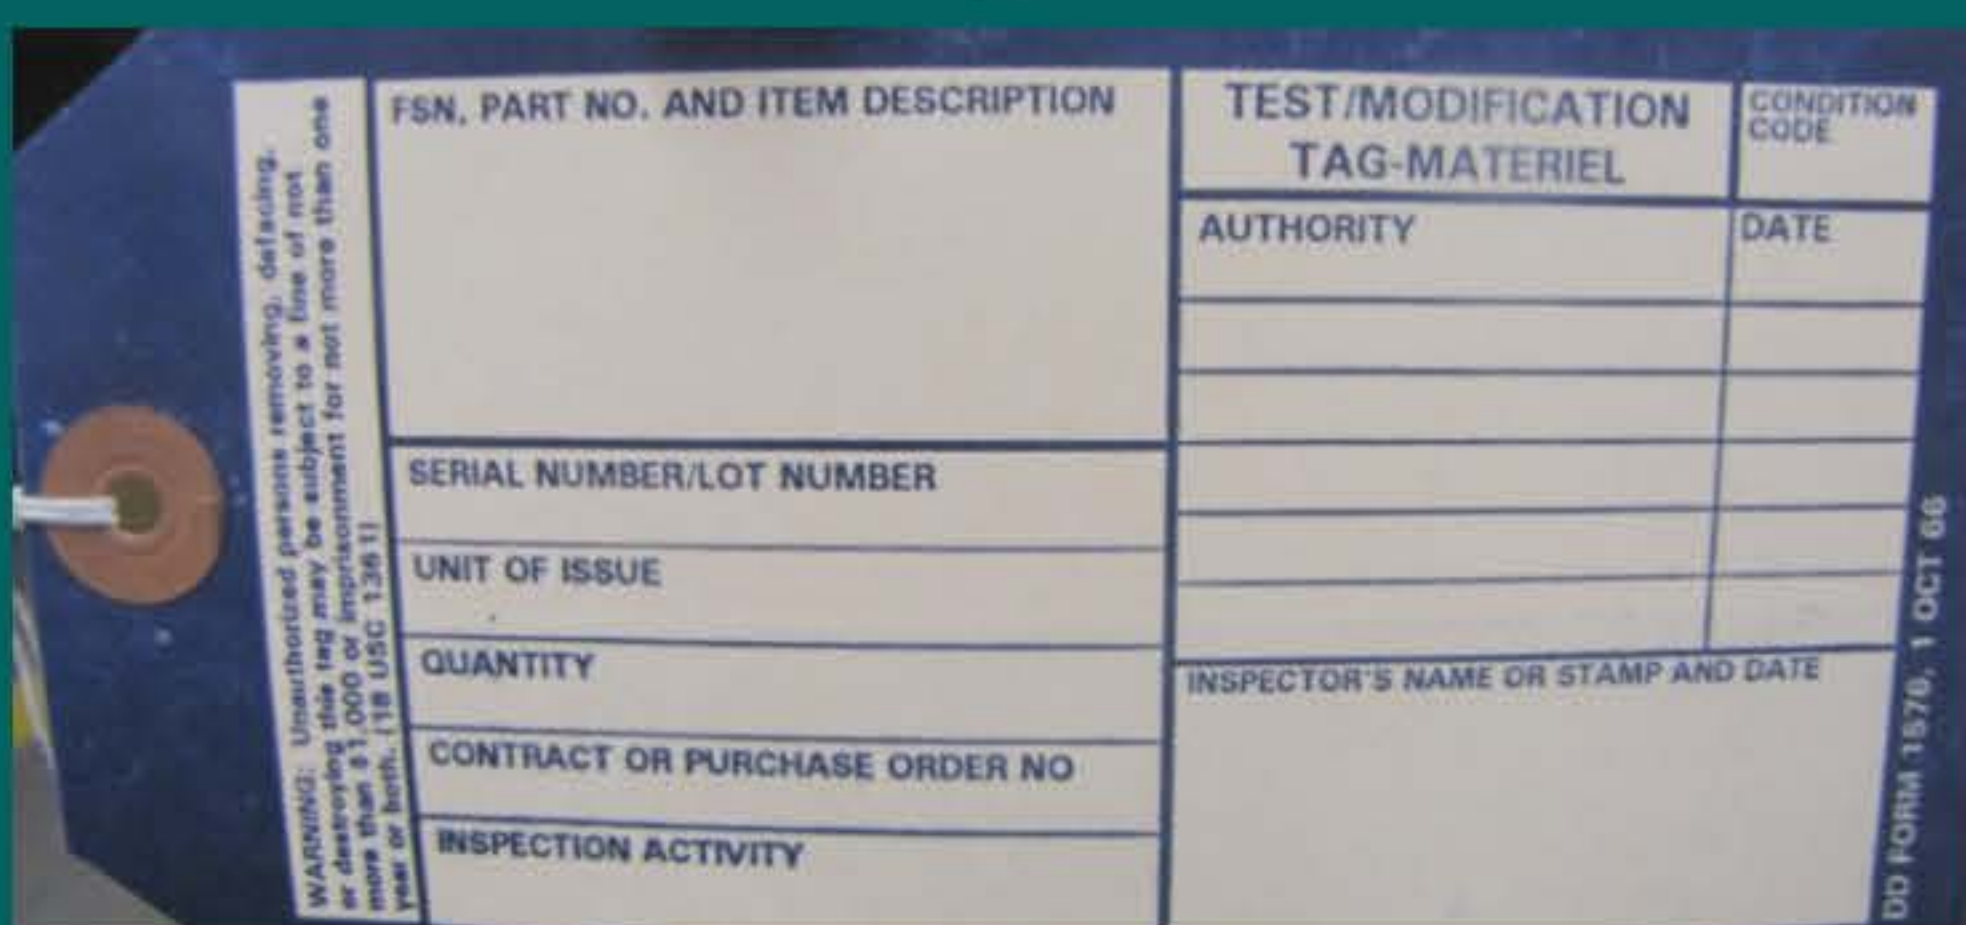 WARNING: Unauthorized persons removing, defacing,
or destroying this tag may be subject to a fine of not
more than $1,000 or imprisonment for not more than one
year or both. (18 USC 1361)
FSN, PART NO. AND ITEM DESCRIPTION
SERIAL NUMBER/LOT NUMBER
UNIT OF ISSUE
QUANTITY
CONTRACT OR PURCHASE ORDER NO
INSPECTION ACTIVITY
TEST/MODIFICATION
TAG-MATERIEL
CONDITION
CODE
AUTHORITY
DATE
INSPECTOR'S NAME OR STAMP AND DATE
DD FORM 1570, 1 OCT 66